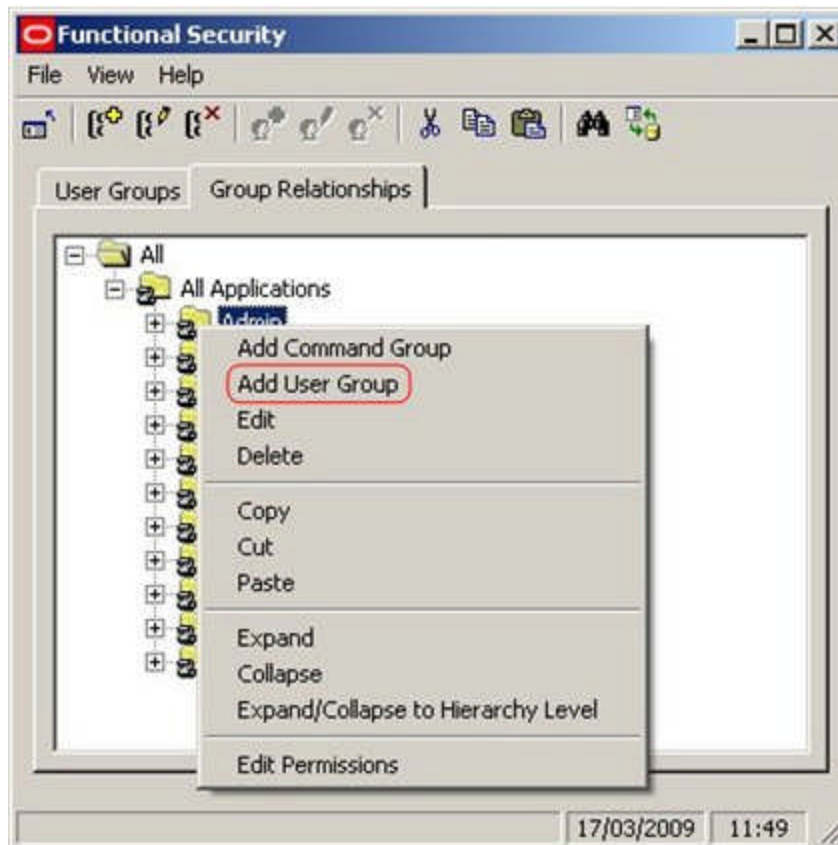 Functional Security
File View Help
User Groups Group Relationships
All
All Applications
Admin
Add Command Group
Add User Group
Edit
Delete
Copy
Cut
Paste
Expand
Collapse
Expand/Collapse to Hierarchy Level
Edit Permissions
17/03/2009 11:49